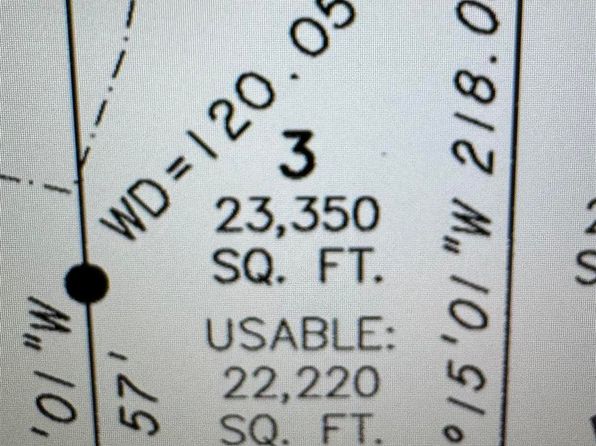 WD=120.05
3
23,350
SQ. FT.
USABLE:
22,220
SQ. FT.
°15'01"W 218.0
'01"W
57'